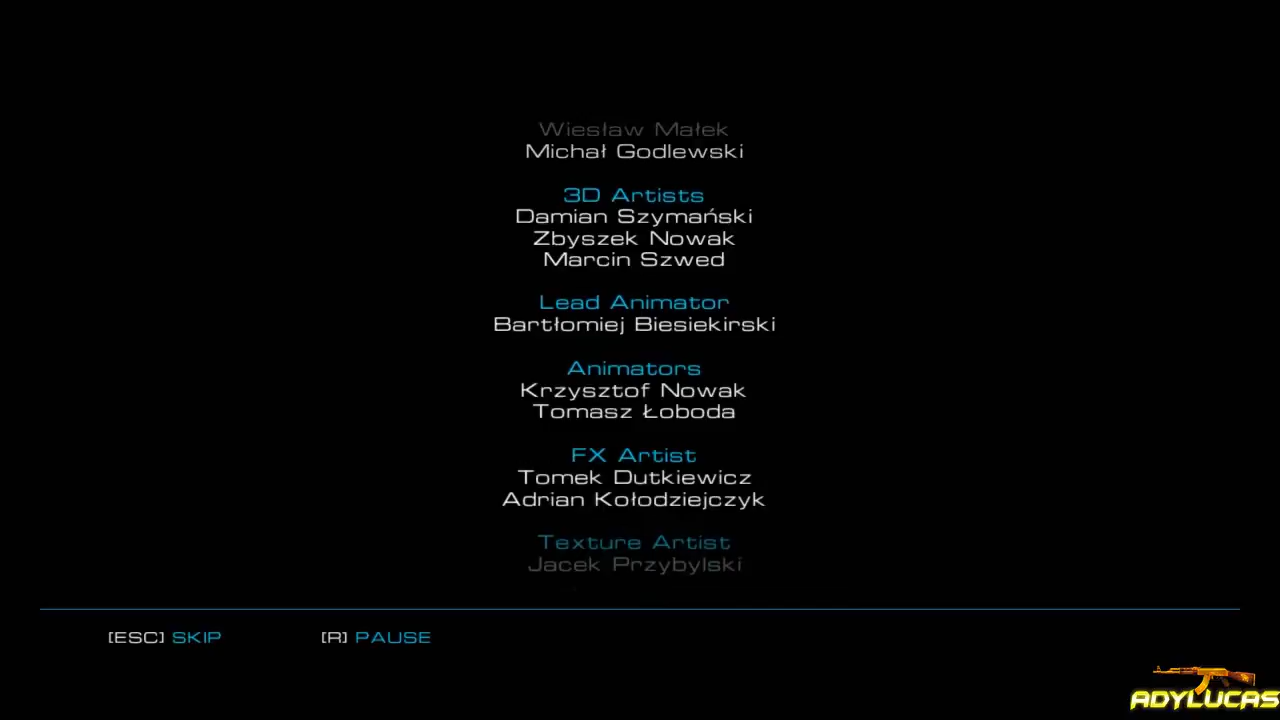 Wiesław Małek
Michał Godlewski
3D Artists
Damian Szymański
Zbyszek Nowak
Marcin Szwed
Lead Animator
Bartłomiej Biesiekirski
Animators
Krzysztof Nowak
Tomasz Łoboda
FX Artist
Tomek Dutkiewicz
Adrian Kołodziejczyk
Texture Artist
Jacek Przybylski
[ESC] SKIP [R] PAUSE
ADYLUCAS